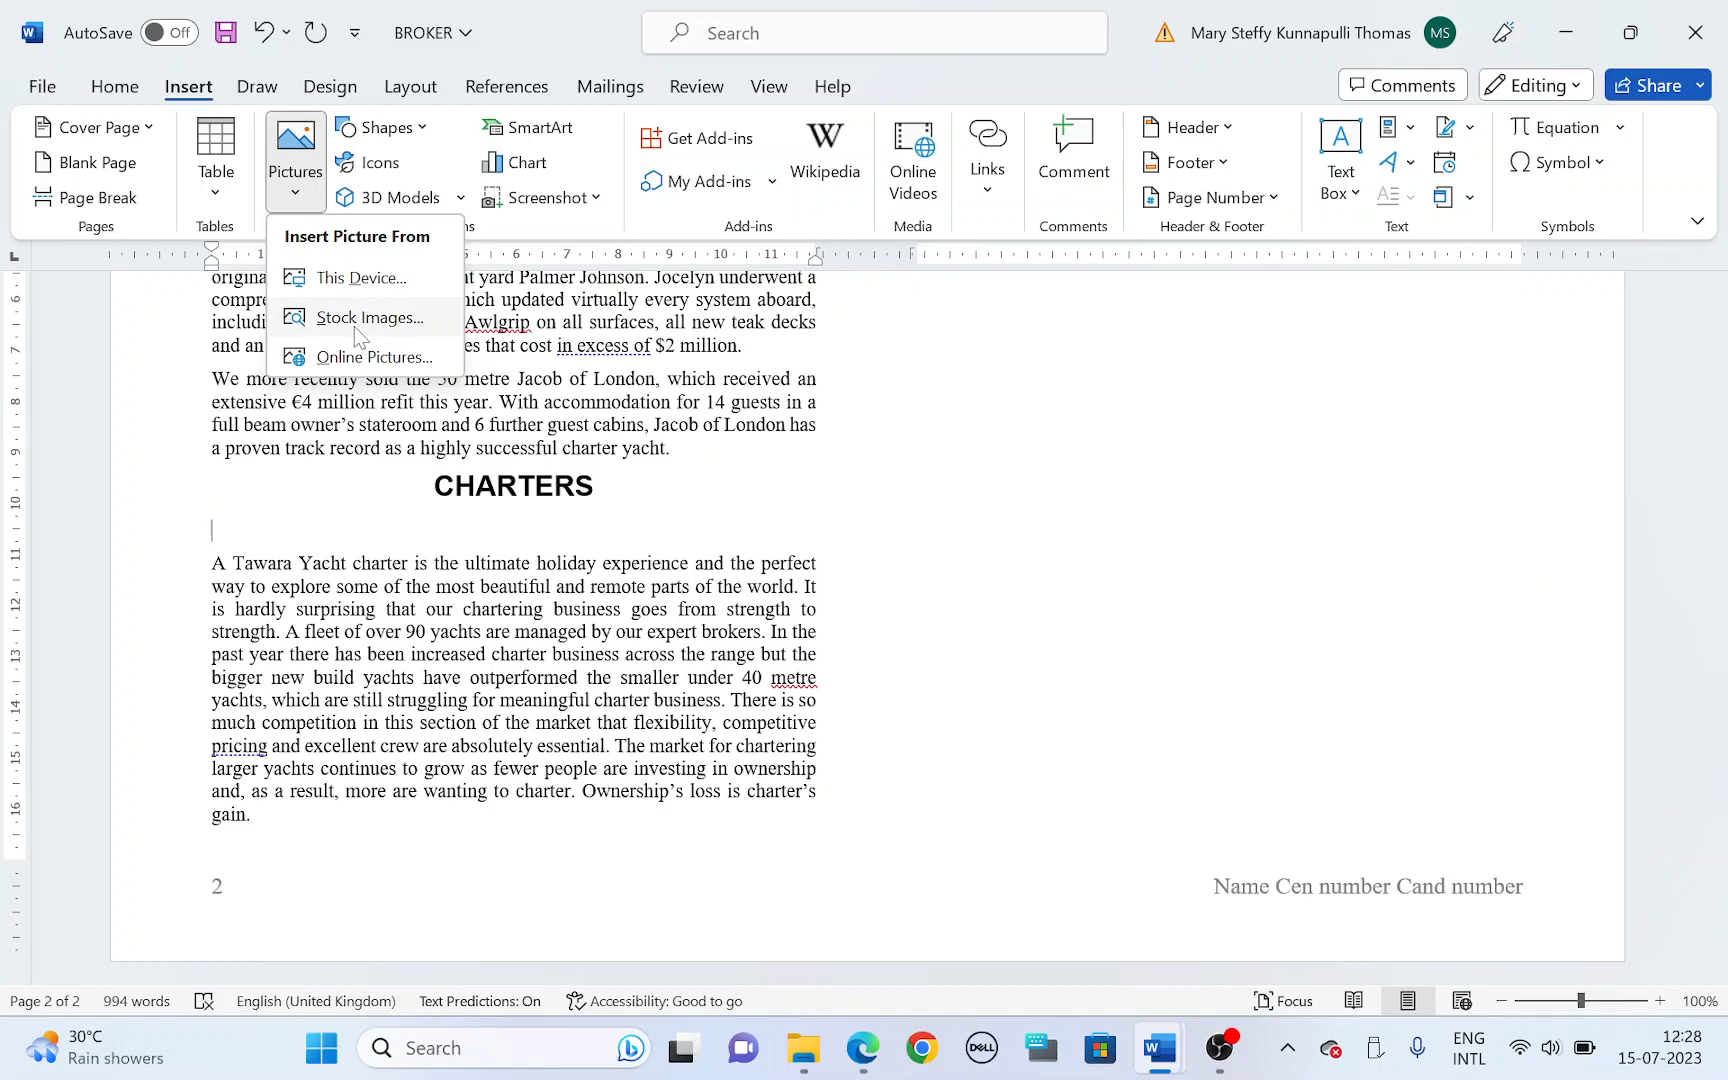 AutoSave Off BROKER Search Mary Steffy Kunnapulli Thomas MS
File Home Insert Draw Design Layout References Mailings Review View Help Comments Editing Share
Cover Page
Blank Page
Page Break
Pages
Table
Tables
Pictures
Shapes
Icons
3D Models
SmartArt
Chart
Screenshot
Get Add-ins
My Add-ins
W
Wikipedia
Add-ins
Online
Videos
Media
Links
Comment
Comments
Header
Footer
Page Number
Header & Footer
Text
Box
Text
Equation
Symbol
Symbols
Insert Picture From
This Device...
Stock Images...
Online Pictures...
t yard Palmer Johnson. Jocelyn underwent a
ich updated virtually every system aboard,
Awlgrip on all surfaces, all new teak decks
and an es that cost in excess of $2 million.
We more recently sold the 50 metre Jacob of London, which received an
extensive €4 million refit this year. With accommodation for 14 guests in a
full beam owner’s stateroom and 6 further guest cabins, Jacob of London has
a proven track record as a highly successful charter yacht.
CHARTERS
A Tawara Yacht charter is the ultimate holiday experience and the perfect
way to explore some of the most beautiful and remote parts of the world. It
is hardly surprising that our chartering business goes from strength to
strength. A fleet of over 90 yachts are managed by our expert brokers. In the
past year there has been increased charter business across the range but the
bigger new build yachts have outperformed the smaller under 40 metre
yachts, which are still struggling for meaningful charter business. There is so
much competition in this section of the market that flexibility, competitive
pricing and excellent crew are absolutely essential. The market for chartering
larger yachts continues to grow as fewer people are investing in ownership
and, as a result, more are wanting to charter. Ownership’s loss is charter’s
gain.
2 Name Cen number Cand number
Page 2 of 2 994 words English (United Kingdom) Text Predictions: On Accessibility: Good to go Focus 100%
30°C
Rain showers
Search
DELL
ENG
INTL
12:28
15-07-2023